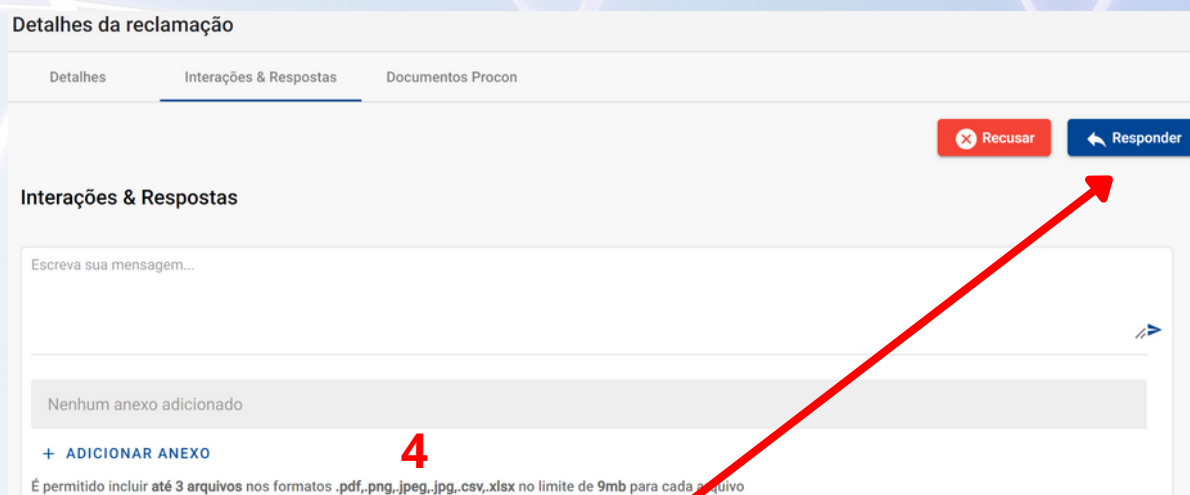 Detalhes da reclamação
Detalhes Interações & Respostas Documentos Procon
Recusar Responder
Interações & Respostas
Escreva sua mensagem...
Nenhum anexo adicionado
+ ADICIONAR ANEXO
4
É permitido incluir até 3 arquivos nos formatos .pdf,.png,.jpeg,.jpg,.csv,.xlsx no limite de 9mb para cada arquivo